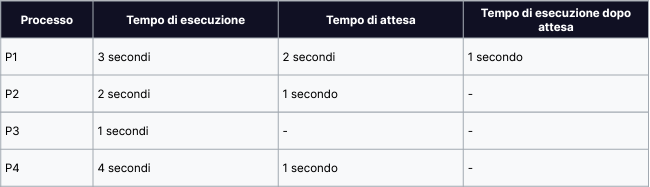 Processo Tempo di esecuzione Tempo di attesa Tempo di esecuzione dopo attesa
P1 3 secondi 2 secondi 1 secondo
P2 2 secondi 1 secondo -
P3 1 secondi - -
P4 4 secondi 1 secondo -